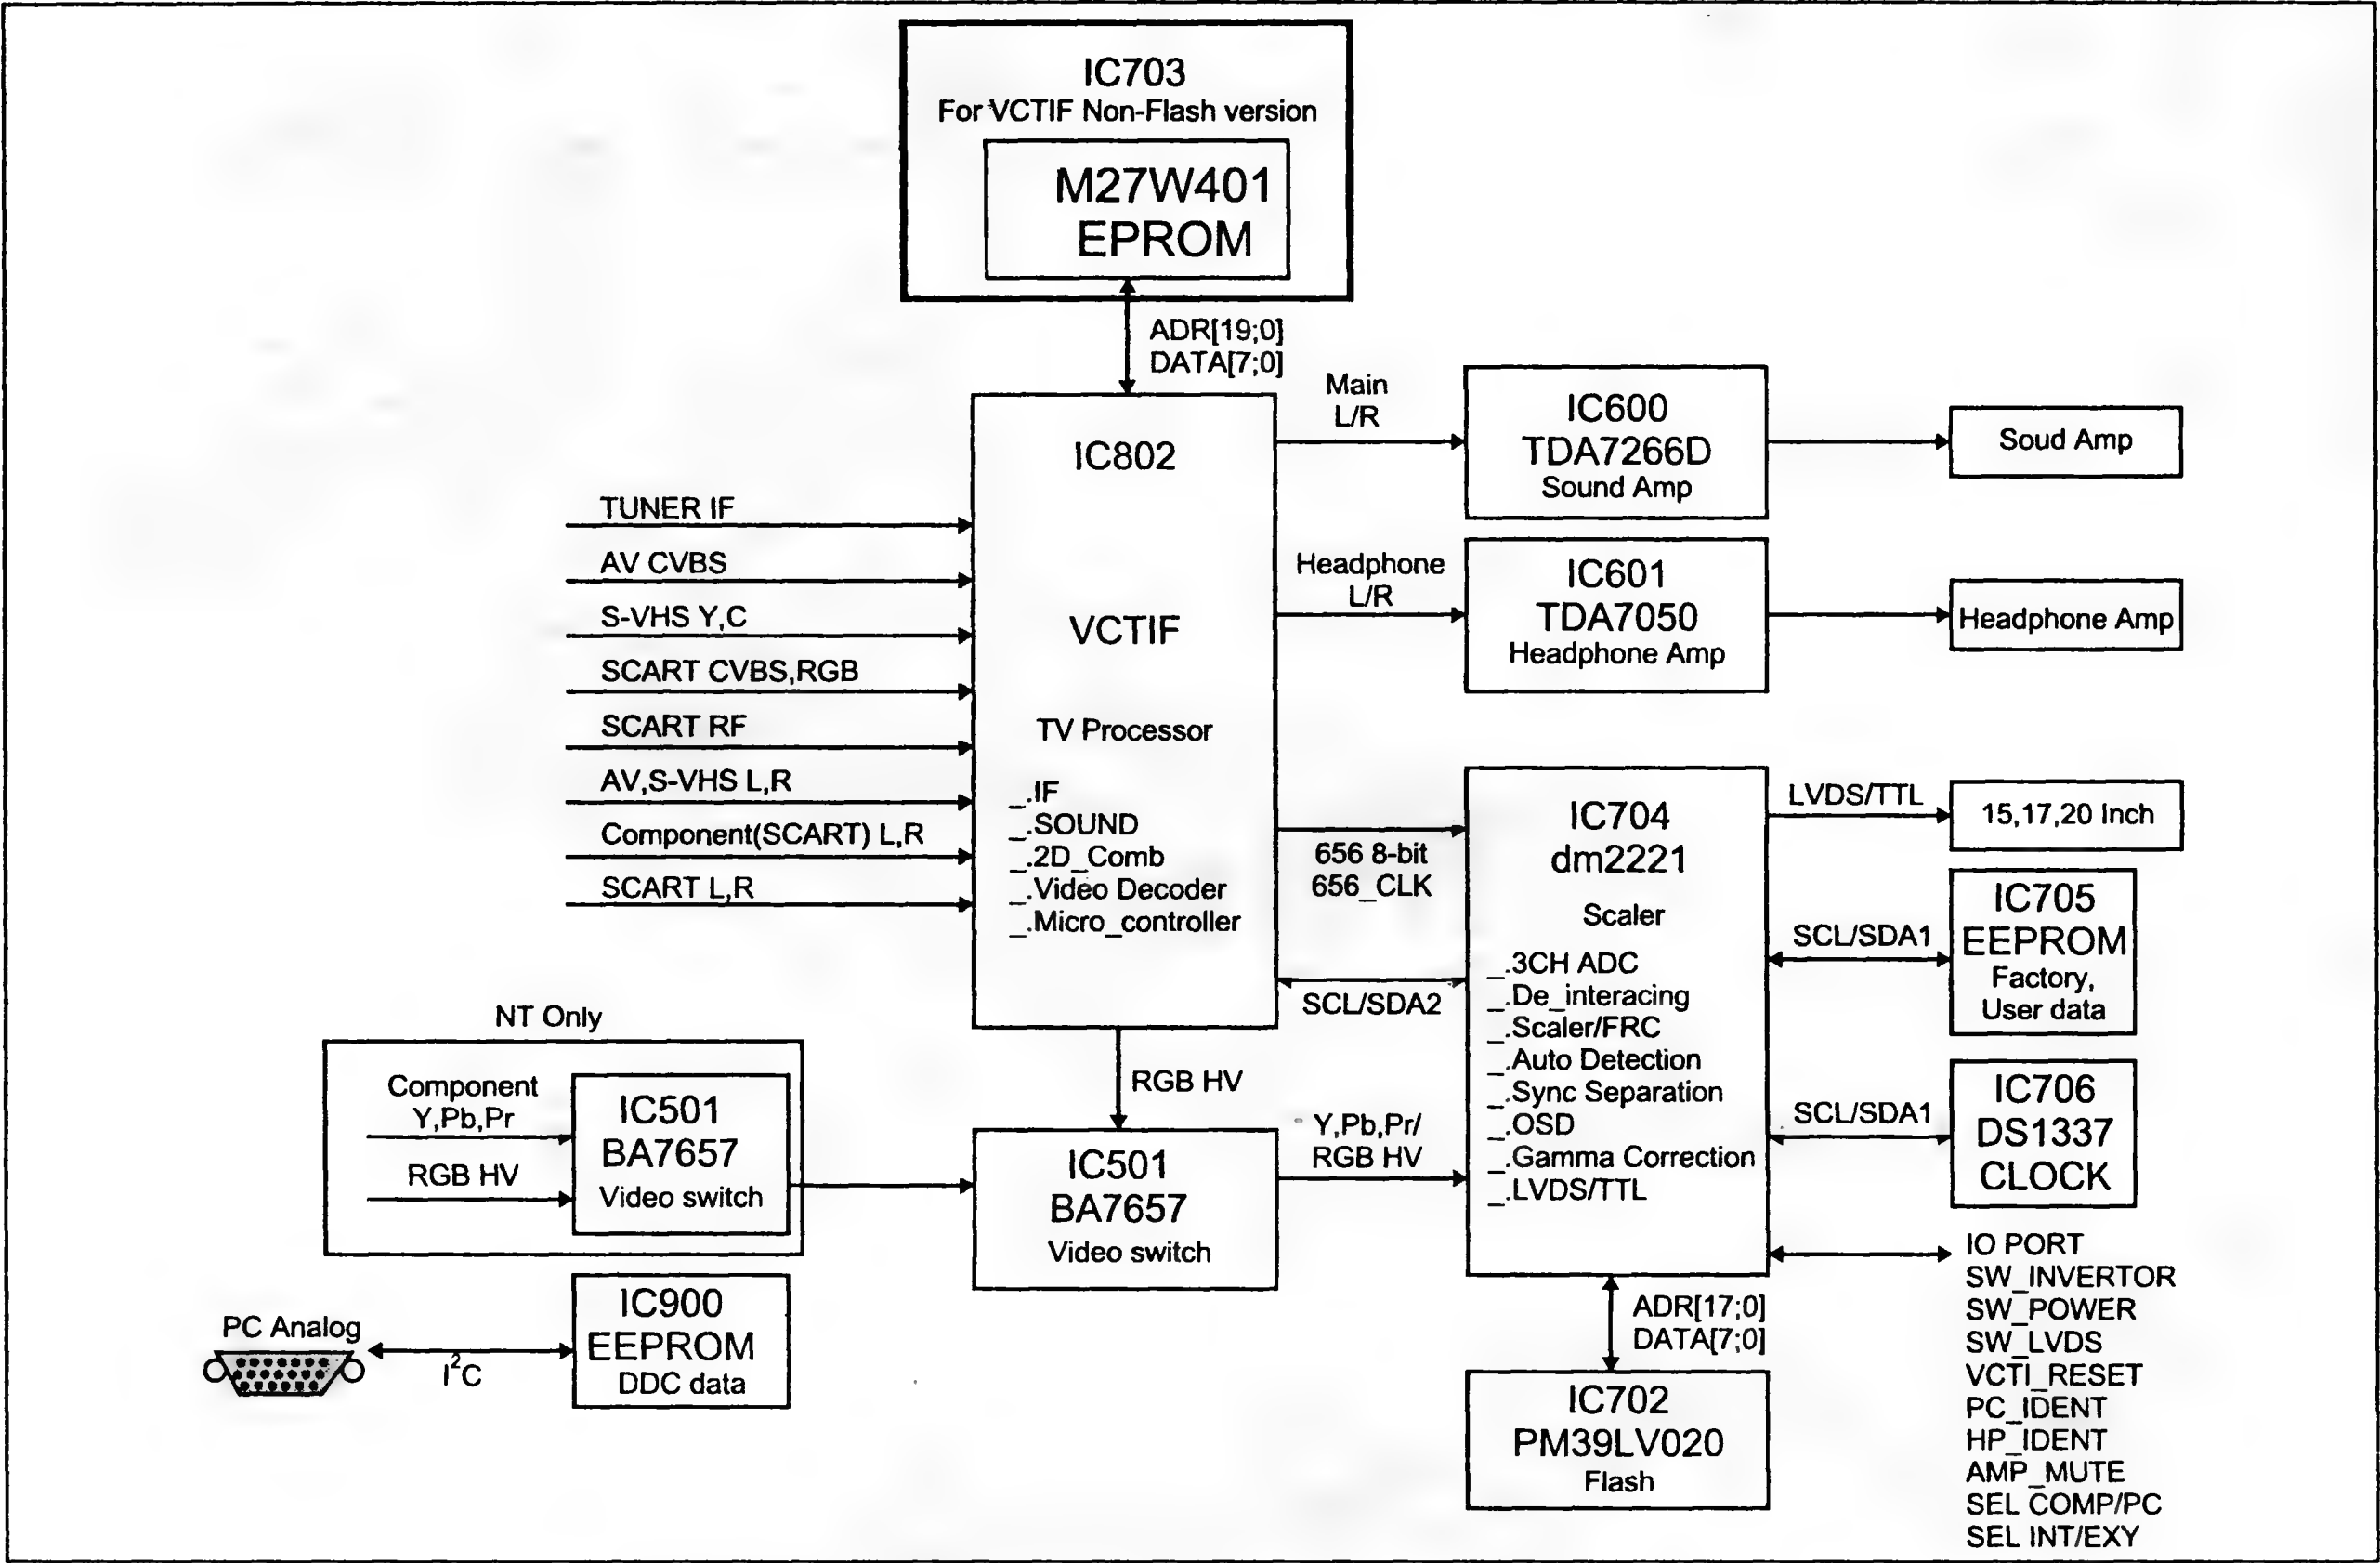 IC703
For VCTIF Non-Flash version
M27W401
EPROM
ADR[19;0]
DATA[7;0]
Main
L/R
IC600
TDA7266D
Sound Amp
Soud Amp
IC802
VCTIF
TV Processor
_.IF
_.SOUND
_.2D_Comb
_.Video Decoder
_.Micro_controller
TUNER IF
AV CVBS
S-VHS Y,C
SCART CVBS,RGB
SCART RF
AV,S-VHS L,R
Component(SCART) L,R
SCART L,R
Headphone
L/R
IC601
TDA7050
Headphone Amp
Headphone Amp
656 8-bit
656_CLK
SCL/SDA2
IC704
dm2221
Scaler
_.3CH ADC
_.De_interacing
_.Scaler/FRC
_.Auto Detection
_.Sync Separation
_.OSD
_.Gamma Correction
_.LVDS/TTL
LVDS/TTL
15,17,20 Inch
SCL/SDA1
IC705
EEPROM
Factory,
User data
SCL/SDA1
IC706
DS1337
CLOCK
NT Only
Component
Y,Pb,Pr
RGB HV
IC501
BA7657
Video switch
RGB HV
IC501
BA7657
Video switch
Y,Pb,Pr/
RGB HV
PC Analog
I²C
IC900
EEPROM
DDC data
ADR[17;0]
DATA[7;0]
IC702
PM39LV020
Flash
IO PORT
SW_INVERTOR
SW_POWER
SW_LVDS
VCTI_RESET
PC_IDENT
HP_IDENT
AMP_MUTE
SEL COMP/PC
SEL INT/EXY